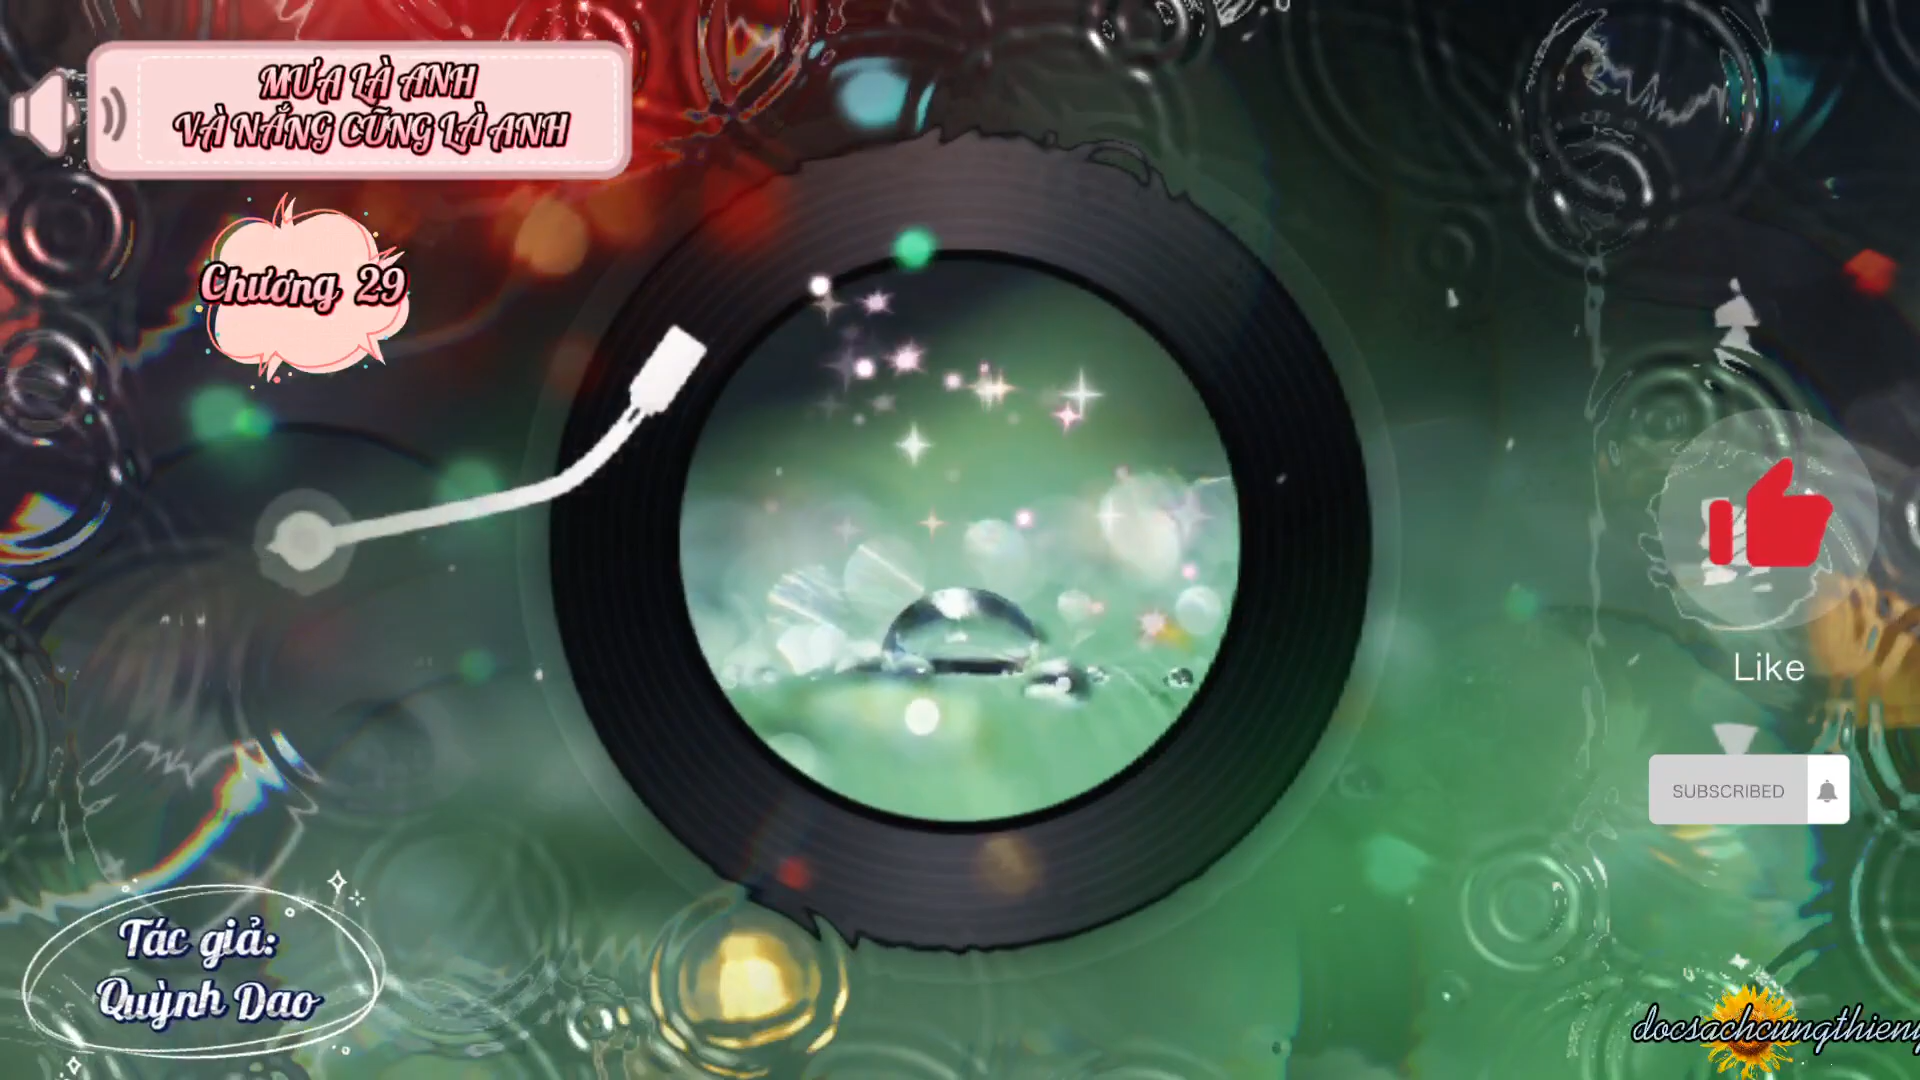 MƯA LÀ ANH
VÀ NẮNG CŨNG LÀ ANH
Chương 29
Like
SUBSCRIBED
Tác giả:
Quỳnh Dao